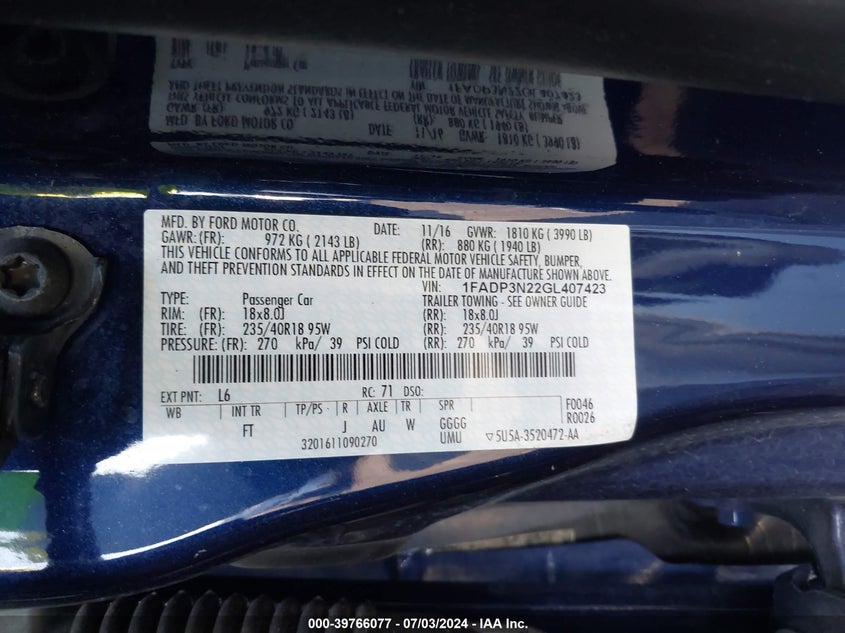 MFD. BY FORD MOTOR CO. DATE: 11/16 GVWR: 1810 KG ( 3990 LB)
GAWR: (FR): 972 KG ( 2143 LB) (RR): 880 KG ( 1940 LB)
THIS VEHICLE CONFORMS TO ALL APPLICABLE FEDERAL MOTOR VEHICLE SAFETY, BUMPER,
AND THEFT PREVENTION STANDARDS IN EFFECT ON THE DATE OF MANUFACTURE SHOWN ABOVE.
VIN: 1FADP3N22GL407423
TYPE: Passenger Car TRAILER TOWING - SEE OWNER GUIDE
RIM: (FR): 18x8.0J (RR): 18x8.0J
TIRE: (FR): 235/40R18 95W (RR): 235/40R18 95W
PRESSURE: (FR): 270 kPa/ 39 PSI COLD (RR): 270 kPa/ 39 PSI COLD
EXT PNT: L6 RC: 71 DSO: F0046
WB INT TR TP/PS R AXLE TR SPR R0026
FT J AU W GGGG
3201611090270 UMU ▽5U5A-3520472-AA
000-39766077 - 07/03/2024 - IAA Inc.